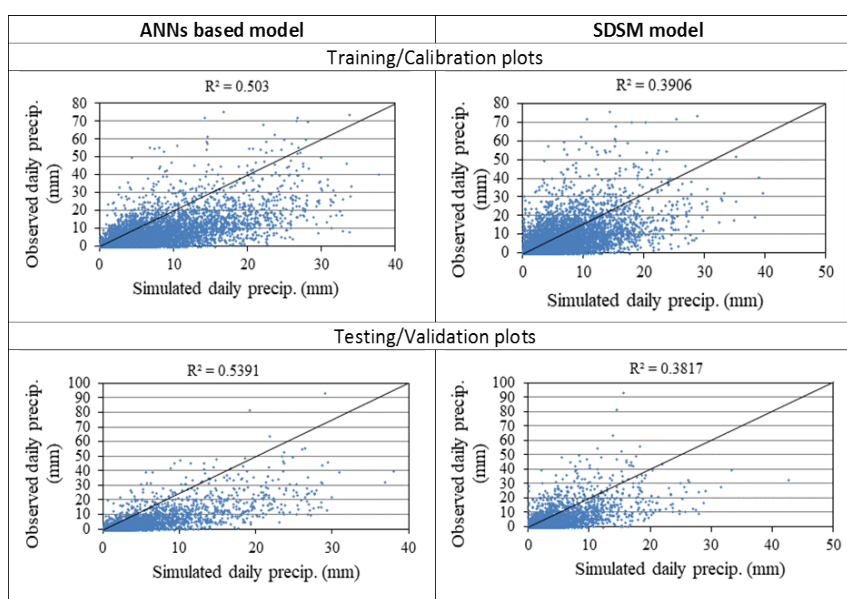 ANNs based model
SDSM model
Training/Calibration plots
R² = 0.503
80
70
60
50
40
30
20
10
0
0 10 20 30 40
Observed daily precip.
(mm)
Simulated daily precip. (mm)
R² = 0.3906
80
70
60
50
40
30
20
10
0
0 10 20 30 40 50
Observed daily precip.
(mm)
Simulated daily precip. (mm)
Testing/Validation plots
R² = 0.5391
100
90
80
70
60
50
40
30
20
10
0
0 10 20 30 40
Observed daily precip.
(mm)
Simulated daily precip. (mm)
R² = 0.3817
100
90
80
70
60
50
40
30
20
10
0
0 10 20 30 40 50
Observed daily precip.
(mm)
Simulated daily precip. (mm)